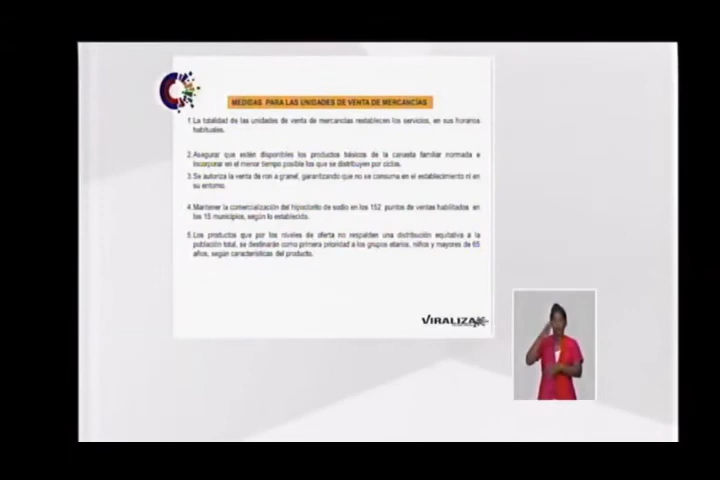 MEDIDAS PARA LAS UNIDADES DE VENTA DE MERCANCÍAS
1. La totalidad de las unidades de venta de mercancías restablecen los servicios, en sus horarios
habituales.
2. Asegurar que estén disponibles los productos básicos de la canasta familiar normada e
incorporar en el menor tiempo posible los que se distribuyen por ciclos.
3. Se autoriza la venta de ron a granel, garantizando que no se consuma en el establecimiento ni en
su entorno.
4. Mantener la comercialización del hipoclorito de sodio en los 152 puntos de ventas habilitados en
los 15 municipios, según lo establecido.
5. Los productos que por los niveles de oferta no respalden una distribución equitativa a la
población total, se destinarán como primera prioridad a los grupos etarios, niños y mayores de 65
años, según características del producto.
VIRALIZA